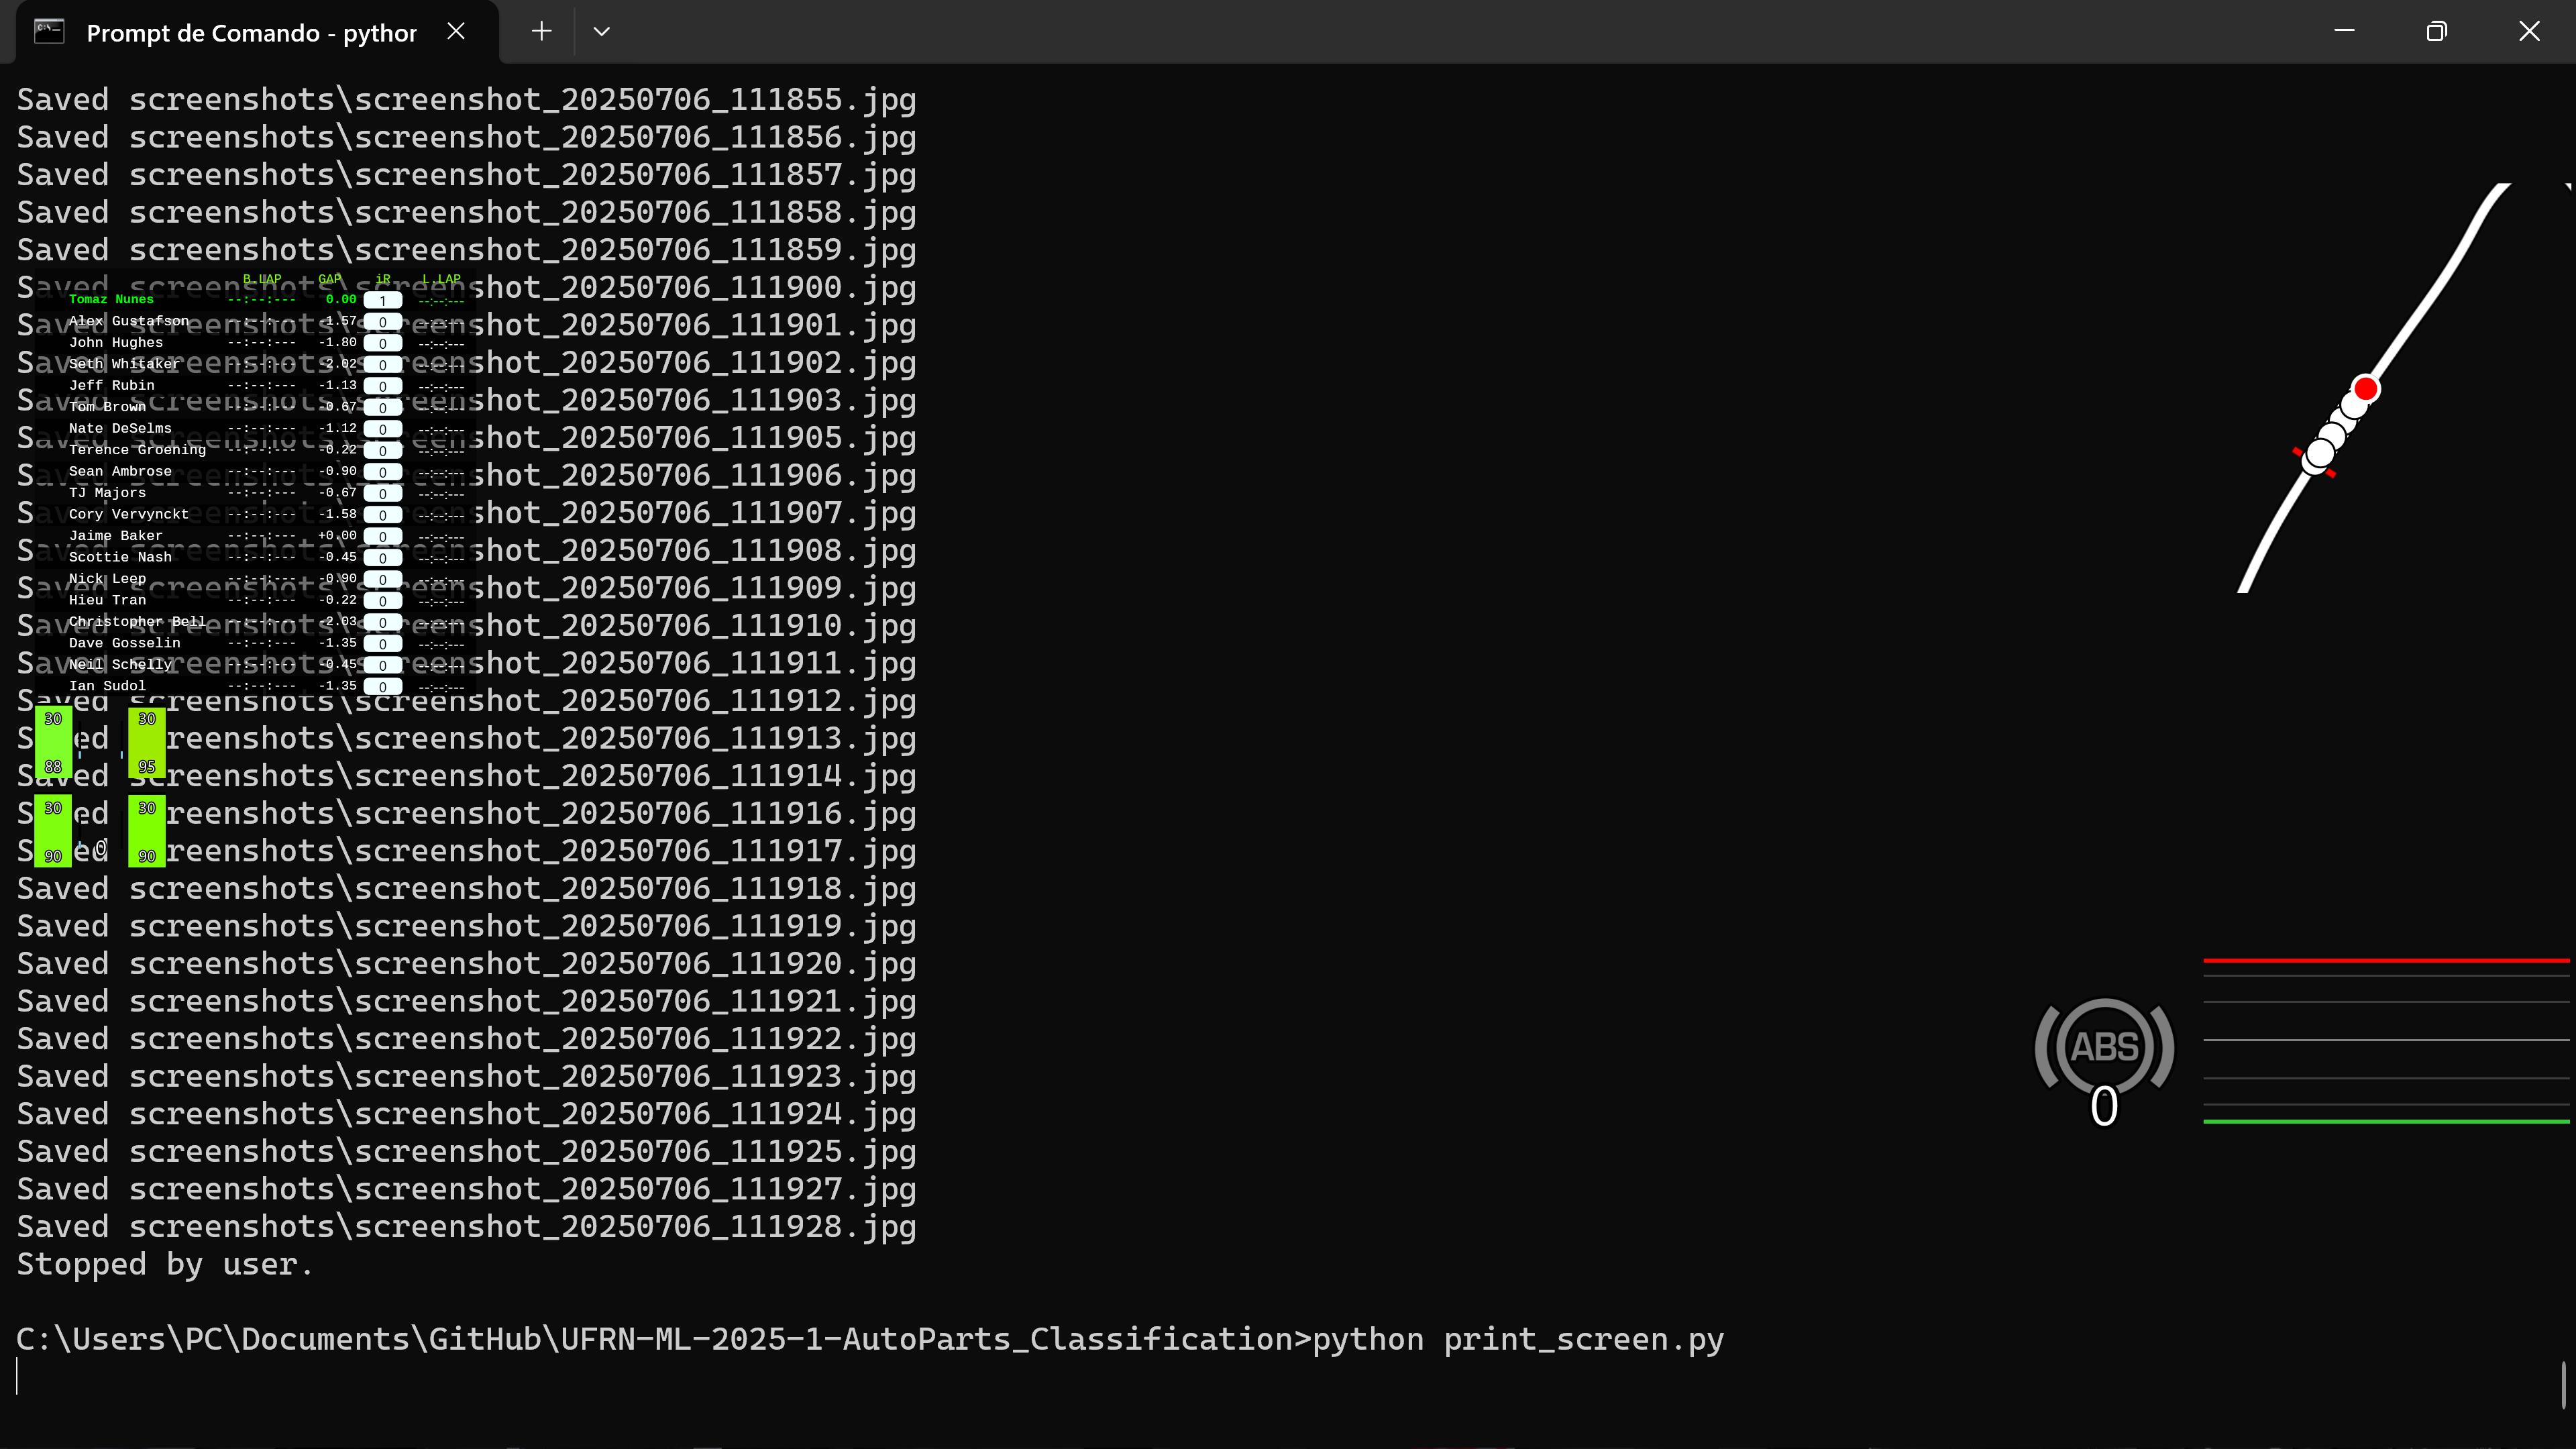 Prompt de Comando - python
Saved screenshots\screenshot_20250706_111855.jpg
Saved screenshots\screenshot_20250706_111856.jpg
Saved screenshots\screenshot_20250706_111857.jpg
Saved screenshots\screenshot_20250706_111858.jpg
Saved screenshots\screenshot_20250706_111859.jpg
Saved screenshots\screenshot_20250706_111900.jpg
Saved screenshots\screenshot_20250706_111901.jpg
Saved screenshots\screenshot_20250706_111902.jpg
Saved screenshots\screenshot_20250706_111903.jpg
Saved screenshots\screenshot_20250706_111905.jpg
Saved screenshots\screenshot_20250706_111906.jpg
Saved screenshots\screenshot_20250706_111907.jpg
Saved screenshots\screenshot_20250706_111908.jpg
Saved screenshots\screenshot_20250706_111909.jpg
Saved screenshots\screenshot_20250706_111910.jpg
Saved screenshots\screenshot_20250706_111911.jpg
Saved screenshots\screenshot_20250706_111912.jpg
Saved screenshots\screenshot_20250706_111913.jpg
Saved screenshots\screenshot_20250706_111914.jpg
Saved screenshots\screenshot_20250706_111916.jpg
Saved screenshots\screenshot_20250706_111917.jpg
Saved screenshots\screenshot_20250706_111918.jpg
Saved screenshots\screenshot_20250706_111919.jpg
Saved screenshots\screenshot_20250706_111920.jpg
Saved screenshots\screenshot_20250706_111921.jpg
Saved screenshots\screenshot_20250706_111922.jpg
Saved screenshots\screenshot_20250706_111923.jpg
Saved screenshots\screenshot_20250706_111924.jpg
Saved screenshots\screenshot_20250706_111925.jpg
Saved screenshots\screenshot_20250706_111927.jpg
Saved screenshots\screenshot_20250706_111928.jpg
Stopped by user.
C:\Users\PC\Documents\GitHub\UFRN-ML-2025-1-AutoParts_Classification>python print_screen.py
B.LAP GAP iR L.LAP
Tomaz Nunes --:--:--- 0.00 1 --:--:---
Alex Gustafson --:--:--- -1.57 0 --:--:---
John Hughes --:--:--- -1.80 0 --:--:---
Seth Whitaker --:--:--- -2.02 0 --:--:---
Jeff Rubin --:--:--- -1.13 0 --:--:---
Tom Brown --:--:--- -0.67 0 --:--:---
Nate DeSelms --:--:--- -1.12 0 --:--:---
Terence Groening --:--:--- -0.22 0 --:--:---
Sean Ambrose --:--:--- -0.90 0 --:--:---
TJ Majors --:--:--- -0.67 0 --:--:---
Cory Vervynckt --:--:--- -1.58 0 --:--:---
Jaime Baker --:--:--- +0.00 0 --:--:---
Scottie Nash --:--:--- -0.45 0 --:--:---
Nick Leep --:--:--- -0.90 0 --:--:---
Hieu Tran --:--:--- -0.22 0 --:--:---
Christopher Bell --:--:--- -2.03 0 --:--:---
Dave Gosselin --:--:--- -1.35 0 --:--:---
Neil Schelly --:--:--- -0.45 0 --:--:---
Ian Sudol --:--:--- -1.35 0 --:--:---
30 30
88 95
30 30
90 0 90
ABS
0